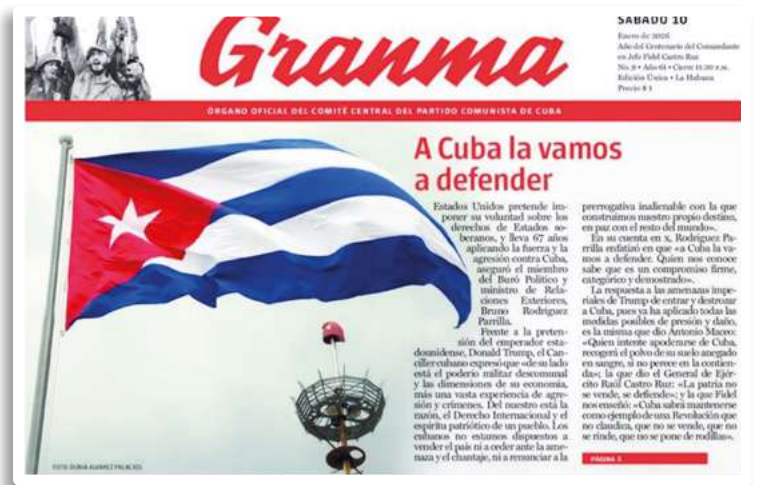 Granma
SÁBADO 10
Enero de 2026
Año del Centenario del Comandante
en Jefe Fidel Castro Ruz
No. 9 • Año 61 • Cierre 11:30 p.m.
Edición Única • La Habana
Precio $ 1
ÓRGANO OFICIAL DEL COMITÉ CENTRAL DEL PARTIDO COMUNISTA DE CUBA
A Cuba la vamos
a defender
Estados Unidos pretende im-
poner su voluntad sobre los
derechos de Estados so-
beranos, y lleva 67 años
aplicando la fuerza y la
agresión contra Cuba,
aseguró el miembro
del Buró Político y
ministro de Rela-
ciones Exteriores,
Bruno Rodríguez
Parrilla.
Frente a la preten-
sión del emperador esta-
dounidense, Donald Trump, el Can-
ciller cubano expresó que «de su lado
está el poderío militar descomunal
y las dimensiones de su economía,
más una vasta experiencia de agre-
sión y crímenes. Del nuestro está la
razón, el Derecho Internacional y el
espíritu patriótico de un pueblo. Los
cubanos no estamos dispuestos a
vender el país ni a ceder ante la ame-
naza y el chantaje, ni a renunciar a la
prerrogativa inalienable con la que
construimos nuestro propio destino,
en paz con el resto del mundo».
En su cuenta en x, Rodríguez Pa-
rrilla enfatizó en que «a Cuba la va-
mos a defender. Quien nos conoce
sabe que es un compromiso firme,
categórico y demostrado».
La respuesta a las amenazas impe-
riales de Trump de entrar y destrozar
a Cuba, pues ya ha aplicado todas las
medidas posibles de presión y daño,
es la misma que dio Antonio Maceo:
«Quien intente apoderarse de Cuba,
recogerá el polvo de su suelo anegado
en sangre, si no perece en la contien-
da»; la que dio el General de Ejér-
cito Raúl Castro Ruz: «La patria no
se vende, se defiende»; y la que Fidel
nos enseñó: «Cuba sabrá mantenerse
como ejemplo de una Revolución que
no claudica, que no se vende, que no
se rinde, que no se pone de rodillas».
PÁGINA 3
FOTO: DUNIA ÁLVAREZ PALACIOS